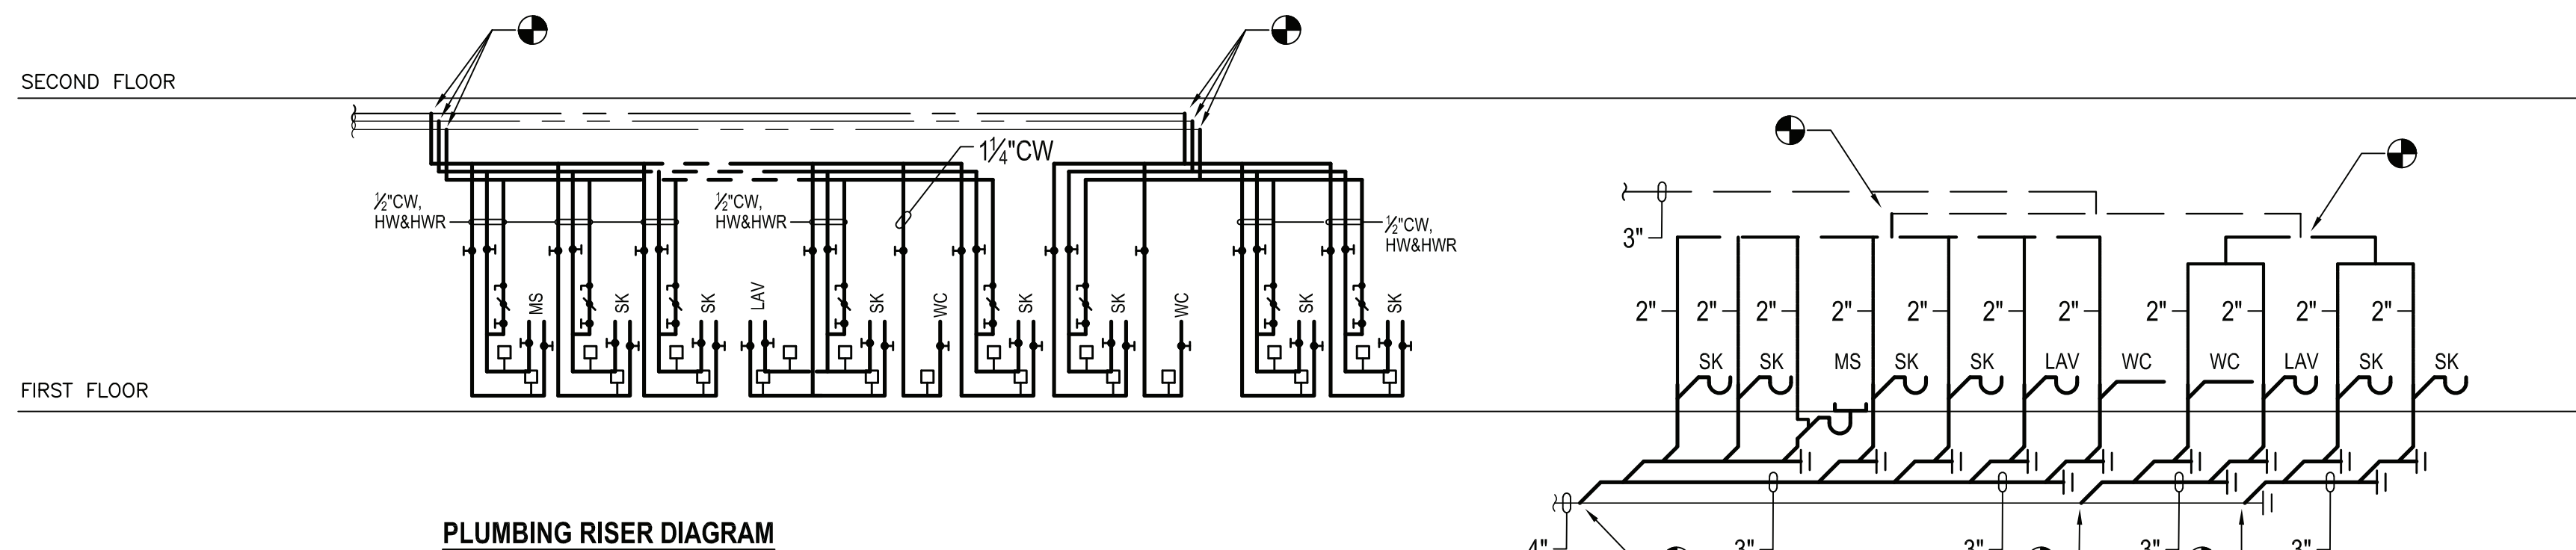 SECOND FLOOR
1¼"CW
½"CW,
HW&HWR
½"CW,
HW&HWR
½"CW,
HW&HWR
3"
2"
2"
2"
2"
2"
2"
2"
2"
2"
2"
2"
MS
SK
SK
LAV
SK
WC
SK
SK
WC
SK
SK
SK
SK
MS
SK
SK
LAV
WC
WC
LAV
SK
SK
FIRST FLOOR
PLUMBING RISER DIAGRAM
4"
3"
3"
3"
3"